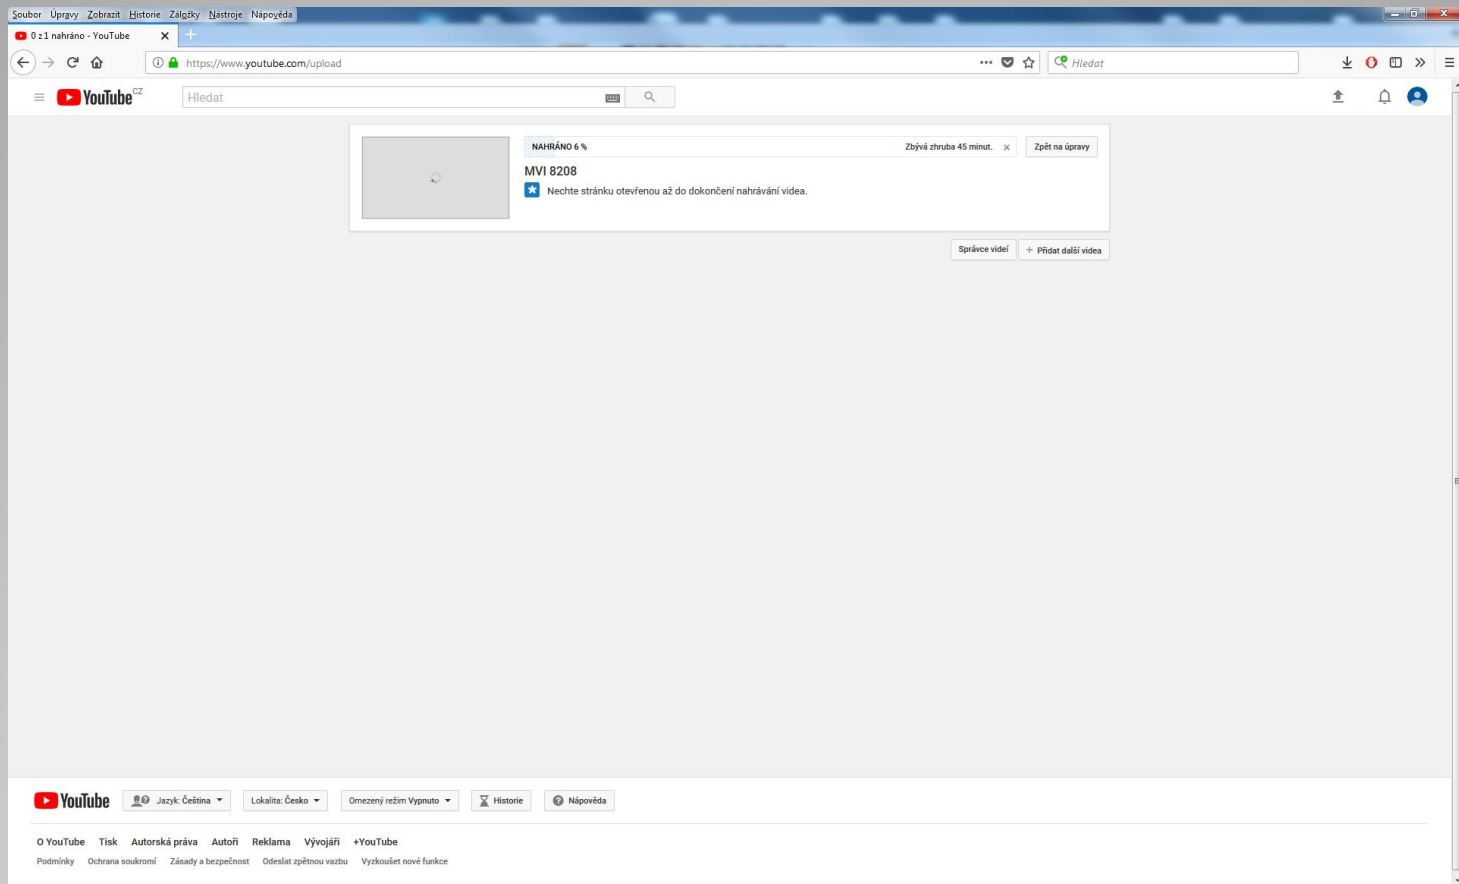 Soubor Úpravy Zobrazit Historie Záložky Nástroje Nápověda
0 z 1 nahráno - YouTube
https://www.youtube.com/upload
Hledat
YouTube CZ
Hledat
NAHRÁNO 6 %
Zbývá zhruba 45 minut.
Zpět na úpravy
MVI 8208
Nechte stránku otevřenou až do dokončení nahrávání videa.
Správce videí
+ Přidat další videa
YouTube
Jazyk: Čeština
Lokalita: Česko
Omezený režim Vypnuto
Historie
Nápověda
O YouTube Tisk Autorská práva Autoři Reklama Vývojáři +YouTube
Podmínky Ochrana soukromí Zásady a bezpečnost Odeslat zpětnou vazbu Vyzkoušet nové funkce